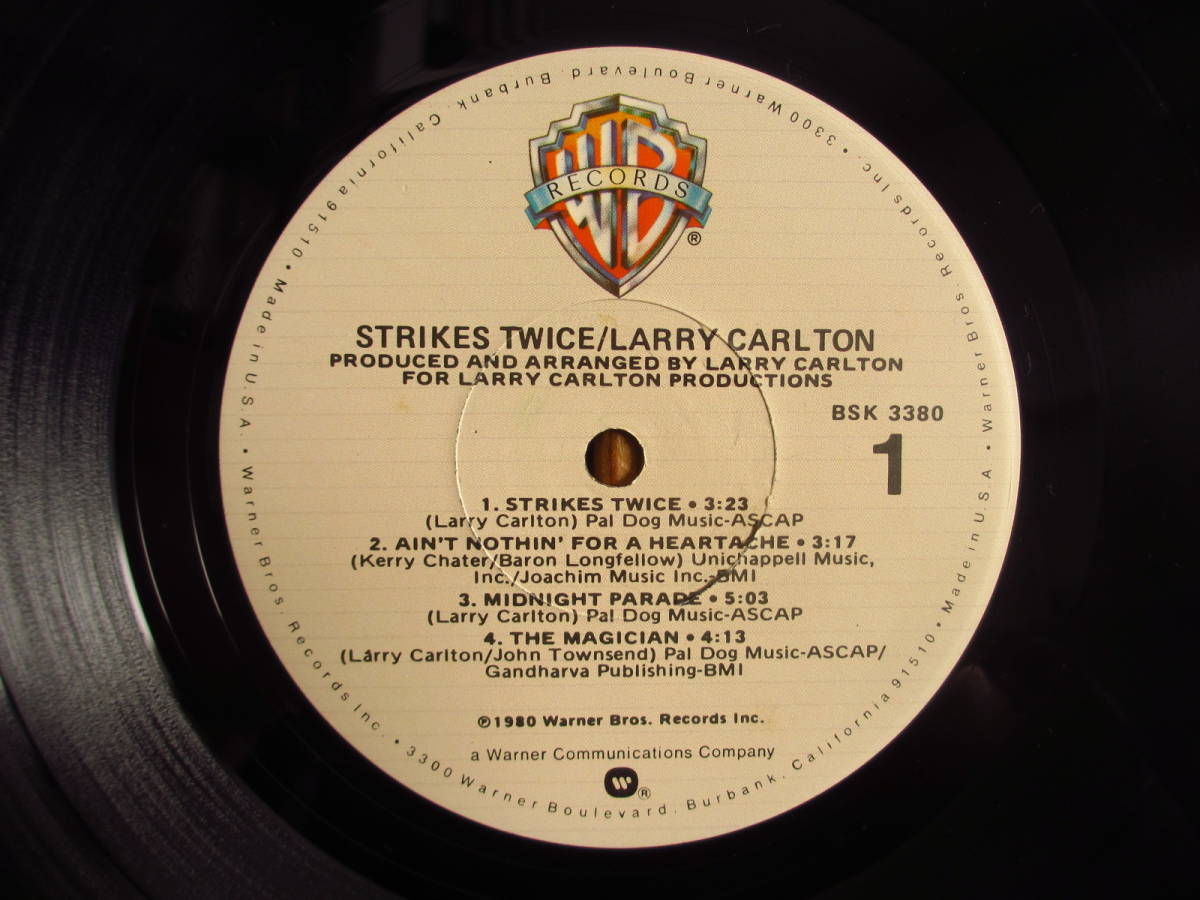 WB
RECORDS
®
STRIKES TWICE/LARRY CARLTON
PRODUCED AND ARRANGED BY LARRY CARLTON
FOR LARRY CARLTON PRODUCTIONS
BSK 3380
1
1. STRIKES TWICE • 3:23
(Larry Carlton) Pal Dog Music-ASCAP
2. AIN'T NOTHIN' FOR A HEARTACHE • 3:17
(Kerry Chater/Baron Longfellow) Unichappell Music,
Inc./Joachim Music Inc.-BMI
3. MIDNIGHT PARADE • 5:03
(Larry Carlton) Pal Dog Music-ASCAP
4. THE MAGICIAN • 4:13
(Larry Carlton/John Townsend) Pal Dog Music-ASCAP/
Gandharva Publishing-BMI
℗1980 Warner Bros. Records Inc.
a Warner Communications Company
W ®
Made in U.S.A. • Warner Bros. Records Inc. • 3300 Warner Boulevard, Burbank, California 91510 • Made in U.S.A. • Warner Bros. Records Inc. • 3300 Warner Boulevard, Burbank, California 91510 •